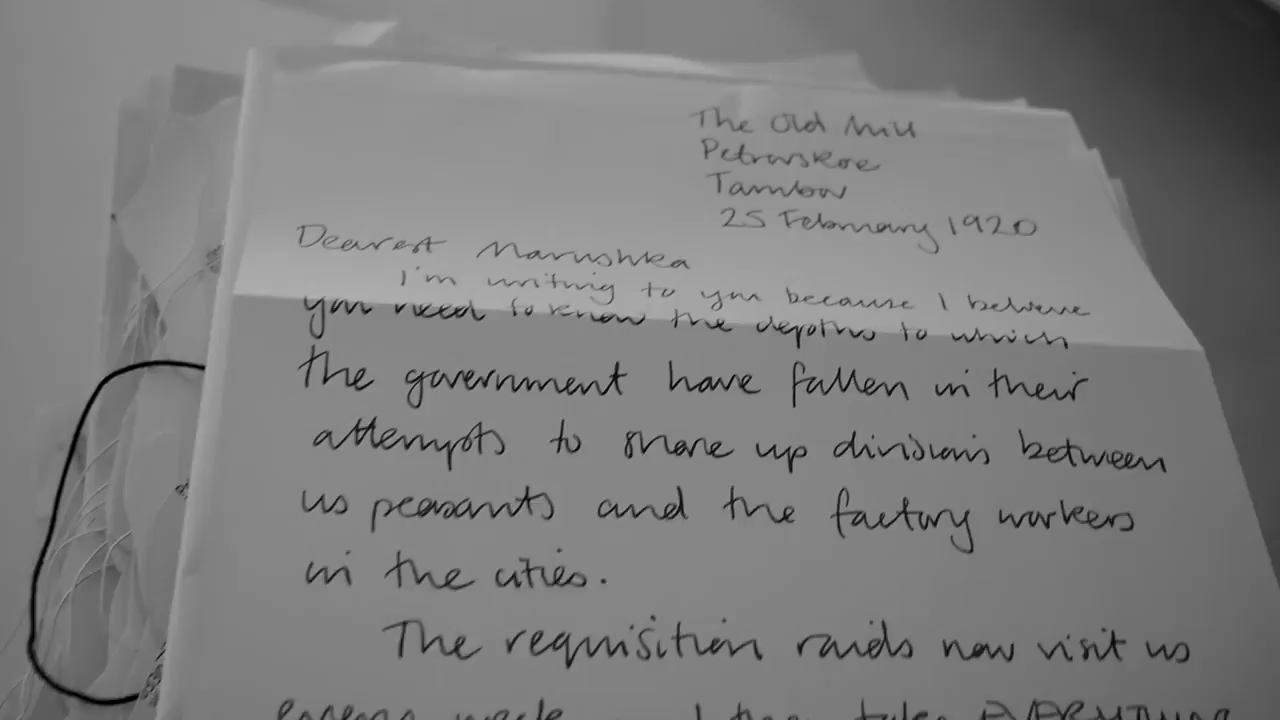 The Old Mill
Petrovskoe
Tambov
25 February 1920
Dearest Marushka
I'm writing to you because I believe
you need to know the depths to which
the government have fallen in their
attempts to share up divisions between
us peasants and the factory workers
in the cities.
The requisition raids now visit us